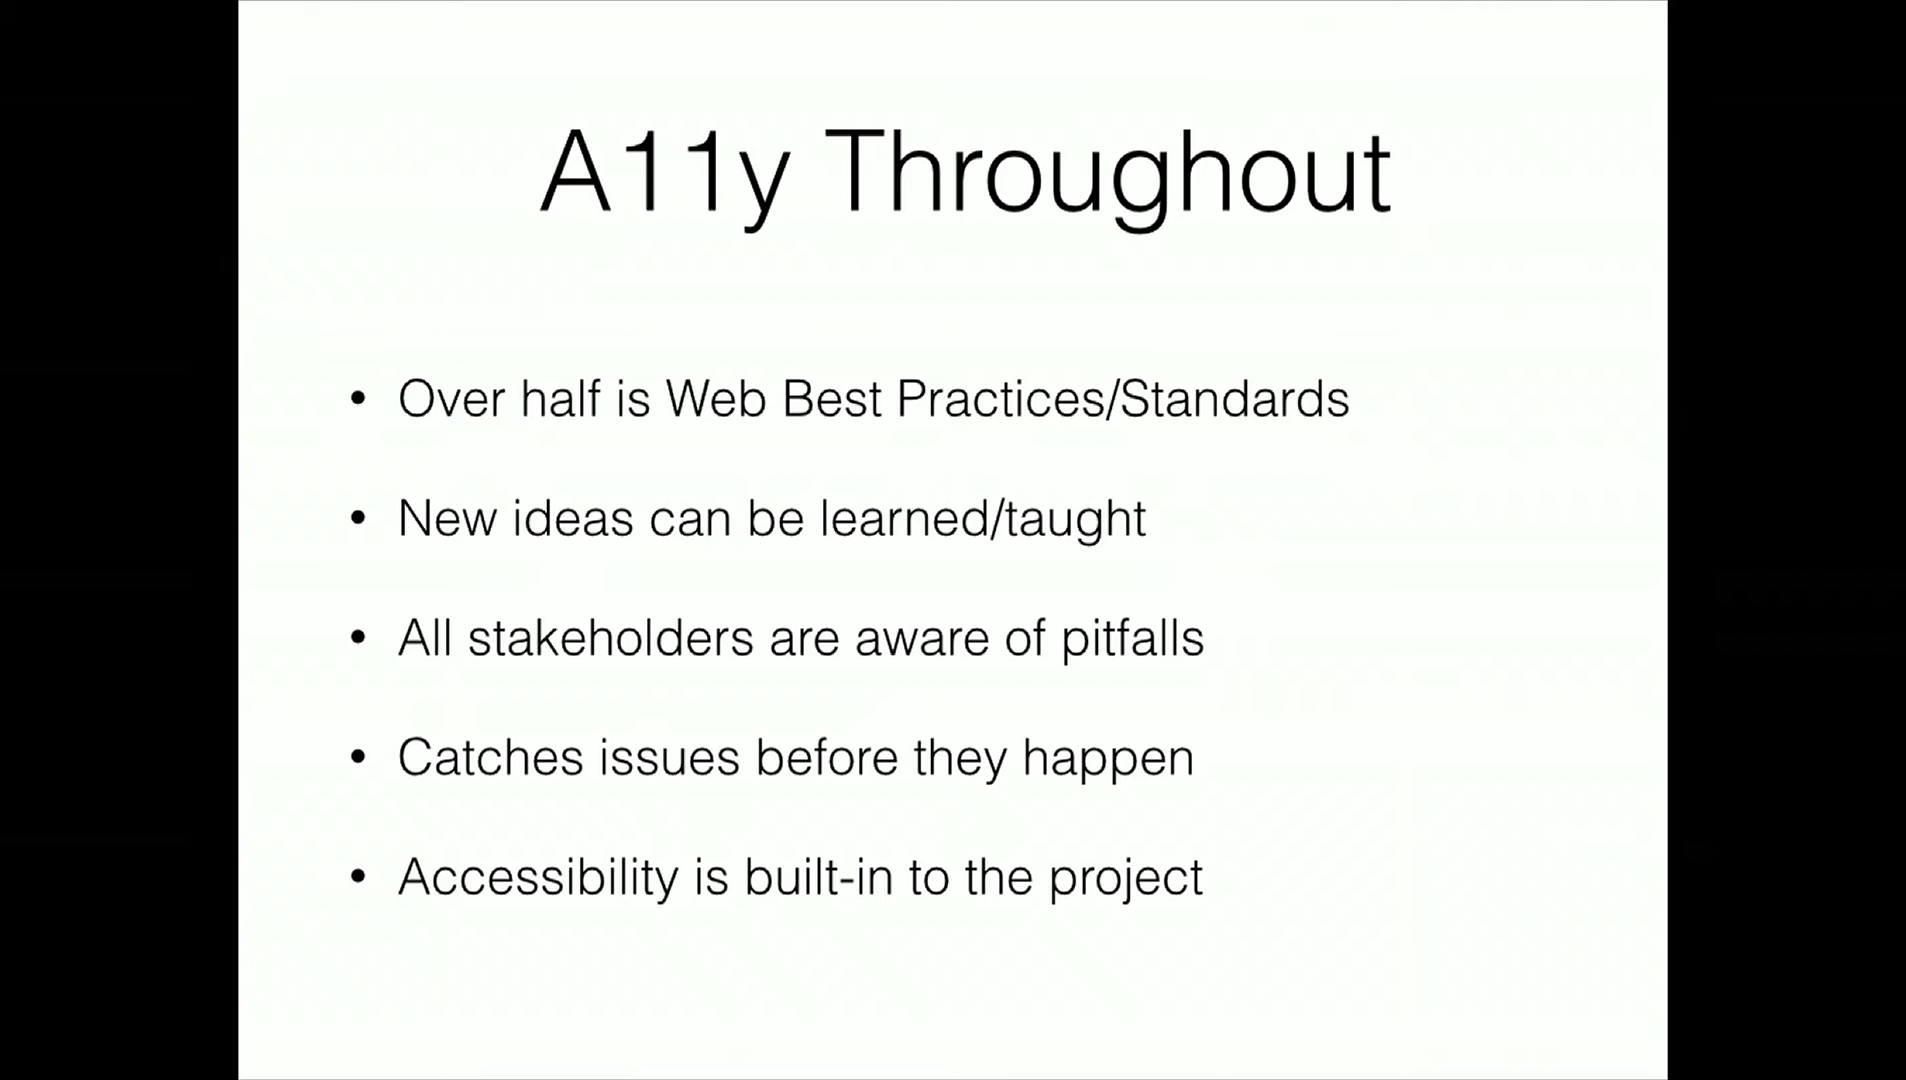 A11y Throughout
• Over half is Web Best Practices/Standards
• New ideas can be learned/taught
• All stakeholders are aware of pitfalls
• Catches issues before they happen
• Accessibility is built-in to the project